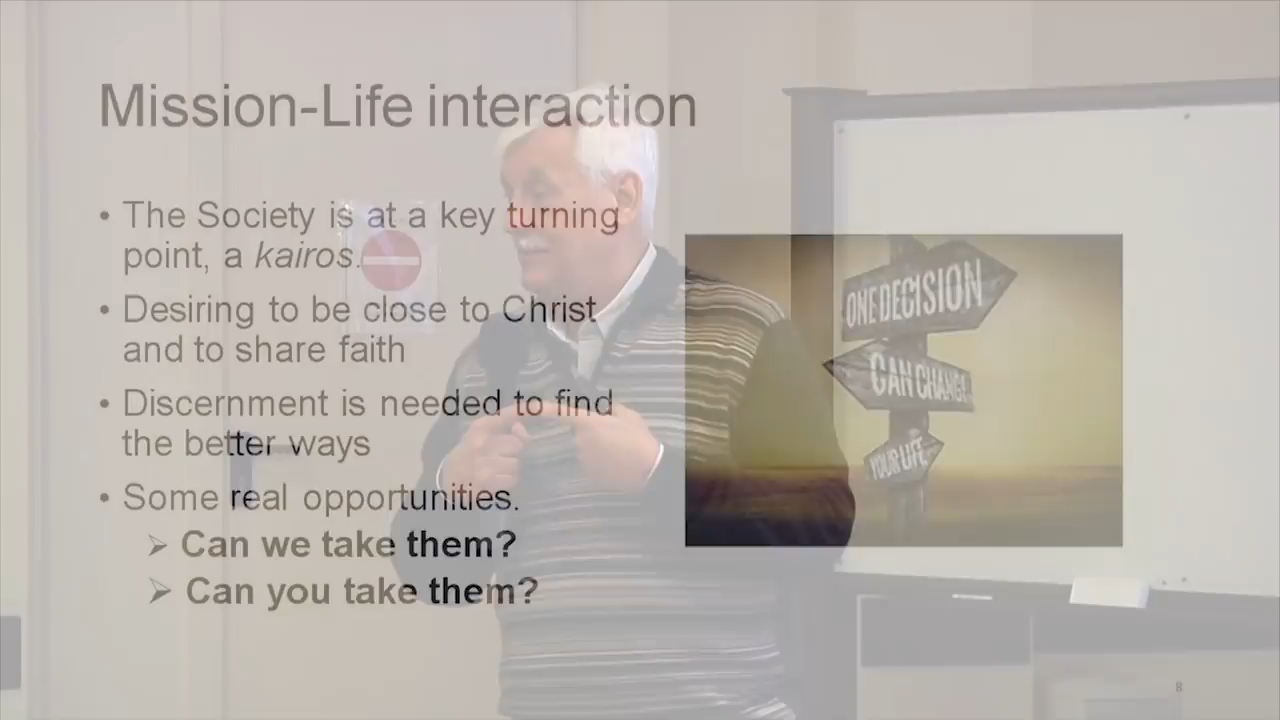 Mission-Life interaction
• The Society is at a key turning
point, a kairos.
• Desiring to be close to Christ
and to share faith
• Discernment is needed to find
the better ways
• Some real opportunities.
➢ Can we take them?
➢ Can you take them?
ONE DECISION
CAN CHANGE
YOUR LIFE
8